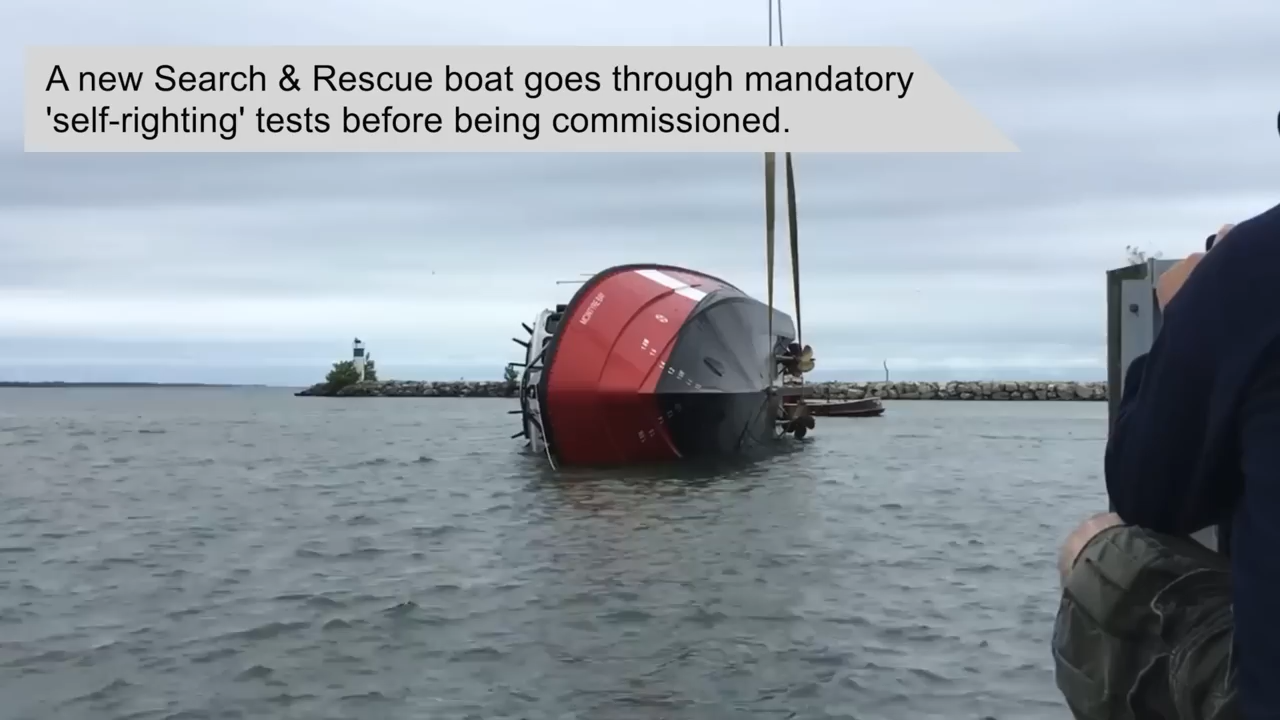 A new Search & Rescue boat goes through mandatory
'self-righting' tests before being commissioned.